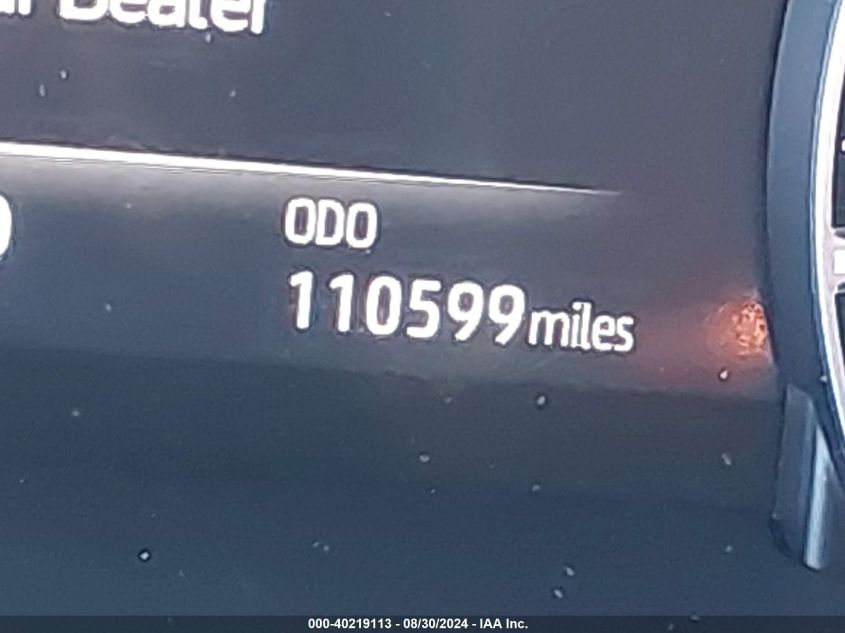 Dealer
ODO
110599miles
000-40219113 - 08/30/2024 - IAA Inc.